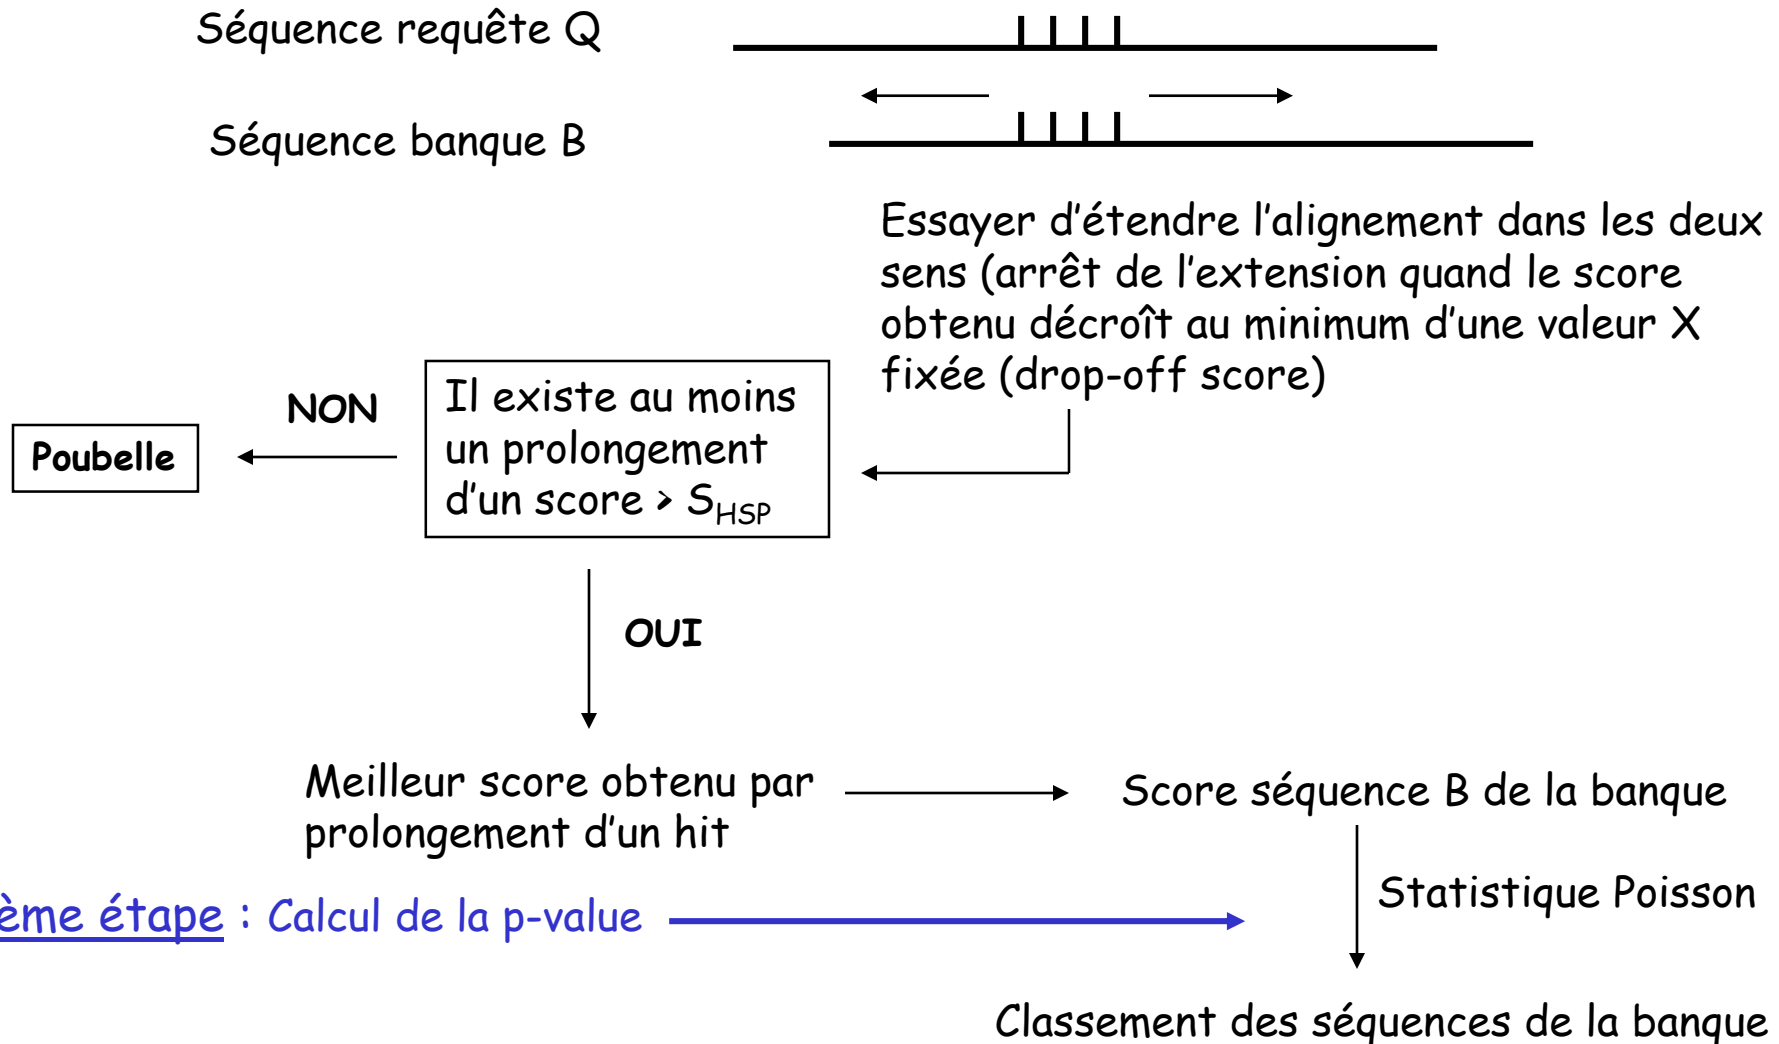 Séquence requête Q
Séquence banque B
Essayer d'étendre l'alignement dans les deux
sens (arrêt de l'extension quand le score
obtenu décroît au minimum d'une valeur X
fixée (drop-off score)
Il existe au moins
un prolongement
d'un score > S_HSP
NON
Poubelle
OUI
Meilleur score obtenu par
prolongement d'un hit
Score séquence B de la banque
Statistique Poisson
ème étape : Calcul de la p-value
Classement des séquences de la banque